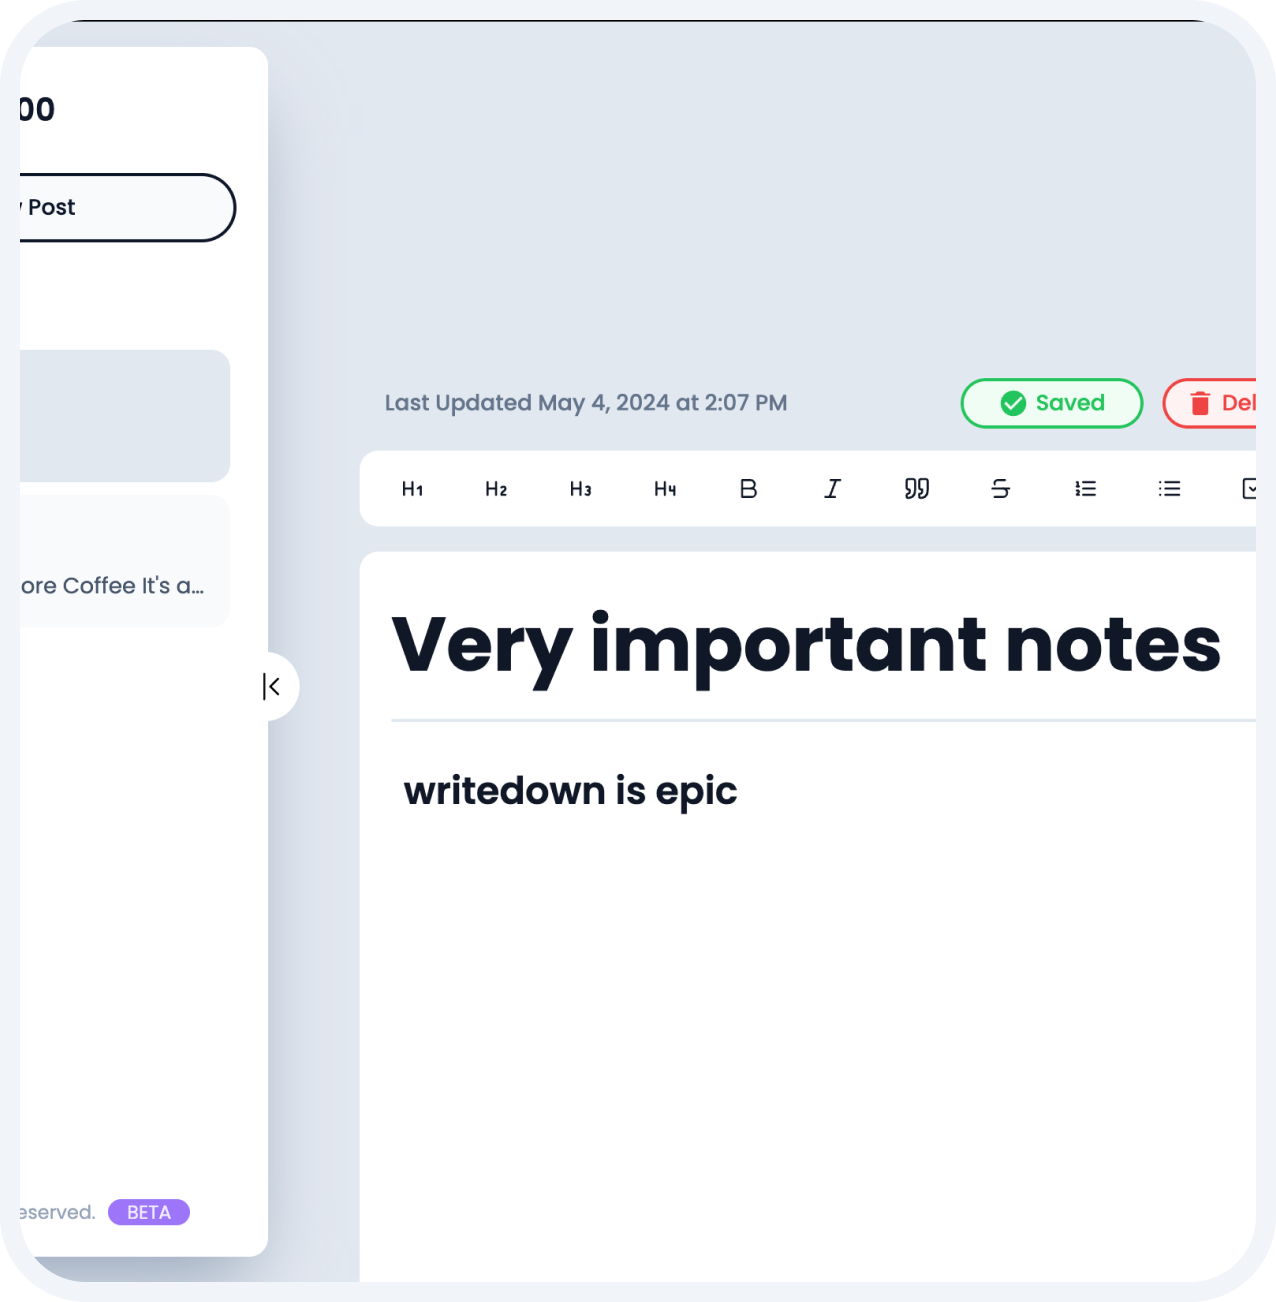 00
Post
ore Coffee It's a...
eserved. BETA
Last Updated May 4, 2024 at 2:07 PM
Saved
Del
H1 H2 H3 H4 B I
Very important notes
writedown is epic